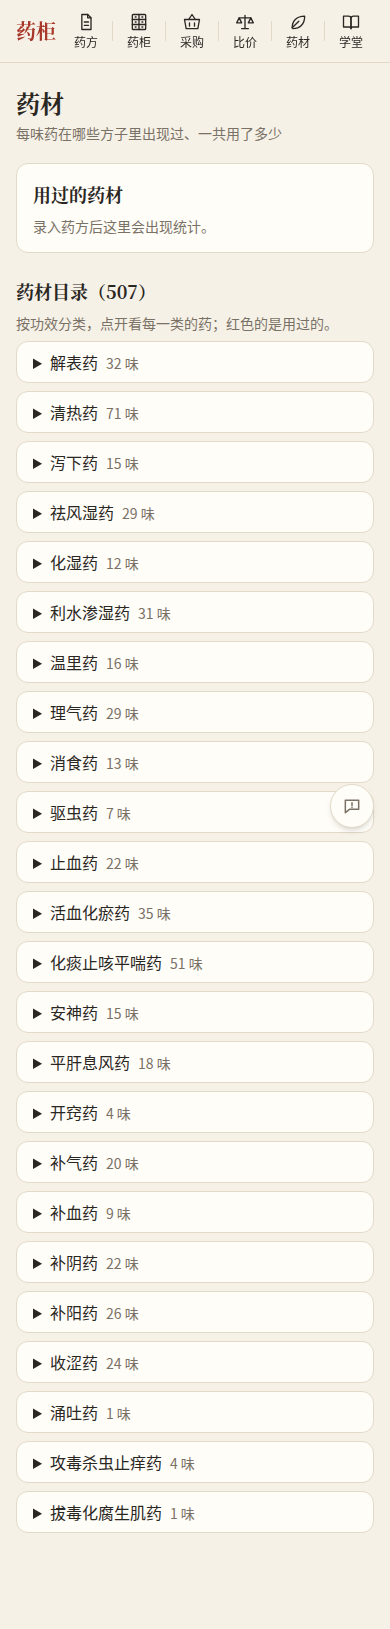 药柜
药方
药柜
采购
比价
药材
学堂
药材
每味药在哪些方子里出现过、一共用了多少
用过的药材
录入药方后这里会出现统计。
药材目录（507）
按功效分类，点开看每一类的药；红色的是用过的。
解表药 32 味
清热药 71 味
泻下药 15 味
祛风湿药 29 味
化湿药 12 味
利水渗湿药 31 味
温里药 16 味
理气药 29 味
消食药 13 味
驱虫药 7 味
止血药 22 味
活血化瘀药 35 味
化痰止咳平喘药 51 味
安神药 15 味
平肝息风药 18 味
开窍药 4 味
补气药 20 味
补血药 9 味
补阴药 22 味
补阳药 26 味
收涩药 24 味
涌吐药 1 味
攻毒杀虫止痒药 4 味
拔毒化腐生肌药 1 味